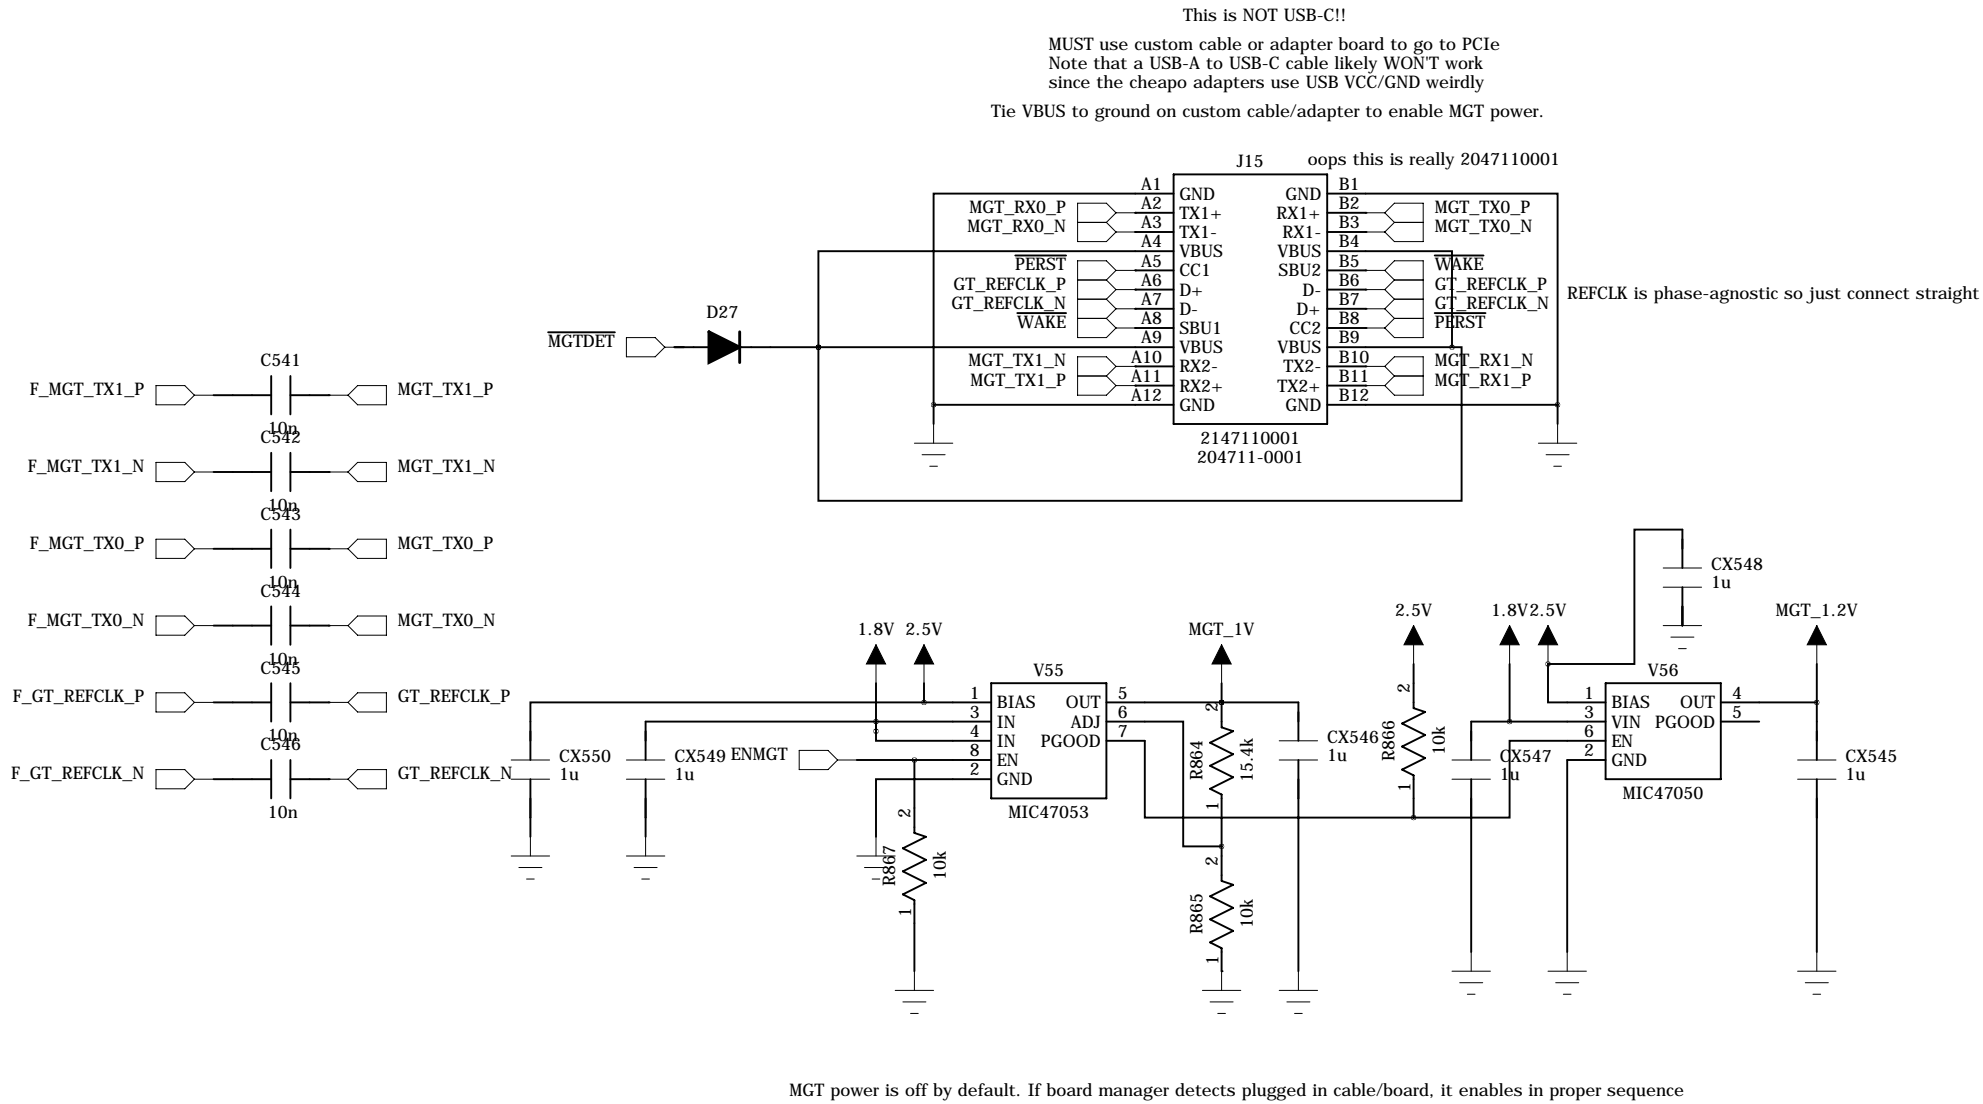 This is NOT USB-C!!
MUST use custom cable or adapter board to go to PCIe
Note that a USB-A to USB-C cable likely WON'T work
since the cheapo adapters use USB VCC/GND weirdly
Tie VBUS to ground on custom cable/adapter to enable MGT power.
J15
oops this is really 2047110001
A1 GND GND B1
MGT_RX0_P A2 TX1+ RX1+ B2 MGT_TX0_P
MGT_RX0_N A3 TX1- RX1- B3 MGT_TX0_N
A4 VBUS VBUS B4
PERST A5 CC1 SBU2 B5 WAKE
GT_REFCLK_P A6 D+ D- B6 GT_REFCLK_P
GT_REFCLK_N A7 D- D+ B7 GT_REFCLK_N
WAKE A8 SBU1 CC2 B8 PERST
A9 VBUS VBUS B9
MGT_TX1_N A10 RX2- TX2- B10 MGT_RX1_N
MGT_TX1_P A11 RX2+ TX2+ B11 MGT_RX1_P
A12 GND GND B12
2147110001
204711-0001
REFCLK is phase-agnostic so just connect straight
D27
MGTDET
C541
F_MGT_TX1_P MGT_TX1_P
10n
C542
F_MGT_TX1_N MGT_TX1_N
10n
C543
F_MGT_TX0_P MGT_TX0_P
10n
C544
F_MGT_TX0_N MGT_TX0_N
10n
C545
F_GT_REFCLK_P GT_REFCLK_P
10n
C546
F_GT_REFCLK_N GT_REFCLK_N
10n
CX550
1u
CX549
1u
ENMGT
1.8V 2.5V
V55
1 BIAS OUT 5
3 IN ADJ 6
4 IN PGOOD 7
8 EN
2 GND
MIC47053
2
R867
10k
1
MGT_1V
2
R864
15.4k
1
2
R865
10k
1
CX546
1u
2.5V
2
R866
10k
1
1.8V 2.5V
CX547
1u
CX548
1u
V56
1 BIAS OUT 4
3 VIN PGOOD 5
6 EN
2 GND
MIC47050
MGT_1.2V
CX545
1u
MGT power is off by default. If board manager detects plugged in cable/board, it enables in proper sequence